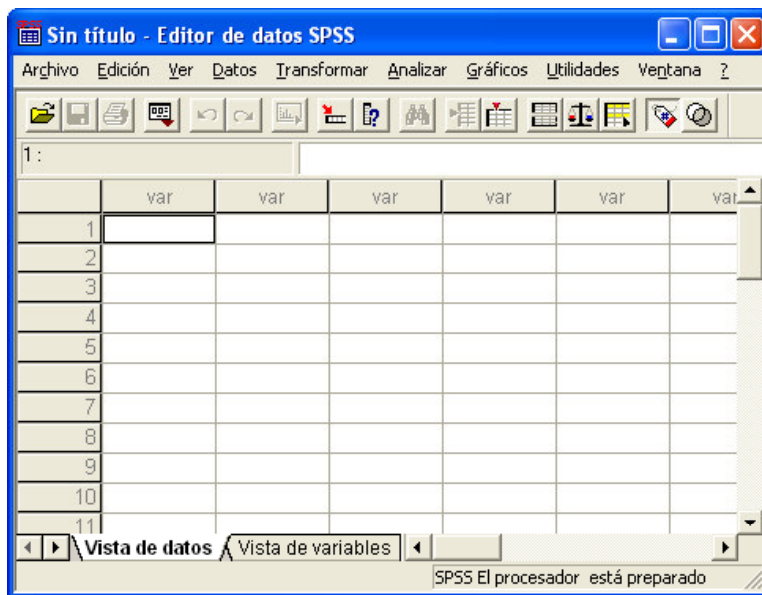 Sin título - Editor de datos SPSS
Archivo Edición Ver Datos Transformar Analizar Gráficos Utilidades Ventana ?
1 :
var var var var var var
1
2
3
4
5
6
7
8
9
10
11
Vista de datos Vista de variables
SPSS El procesador está preparado